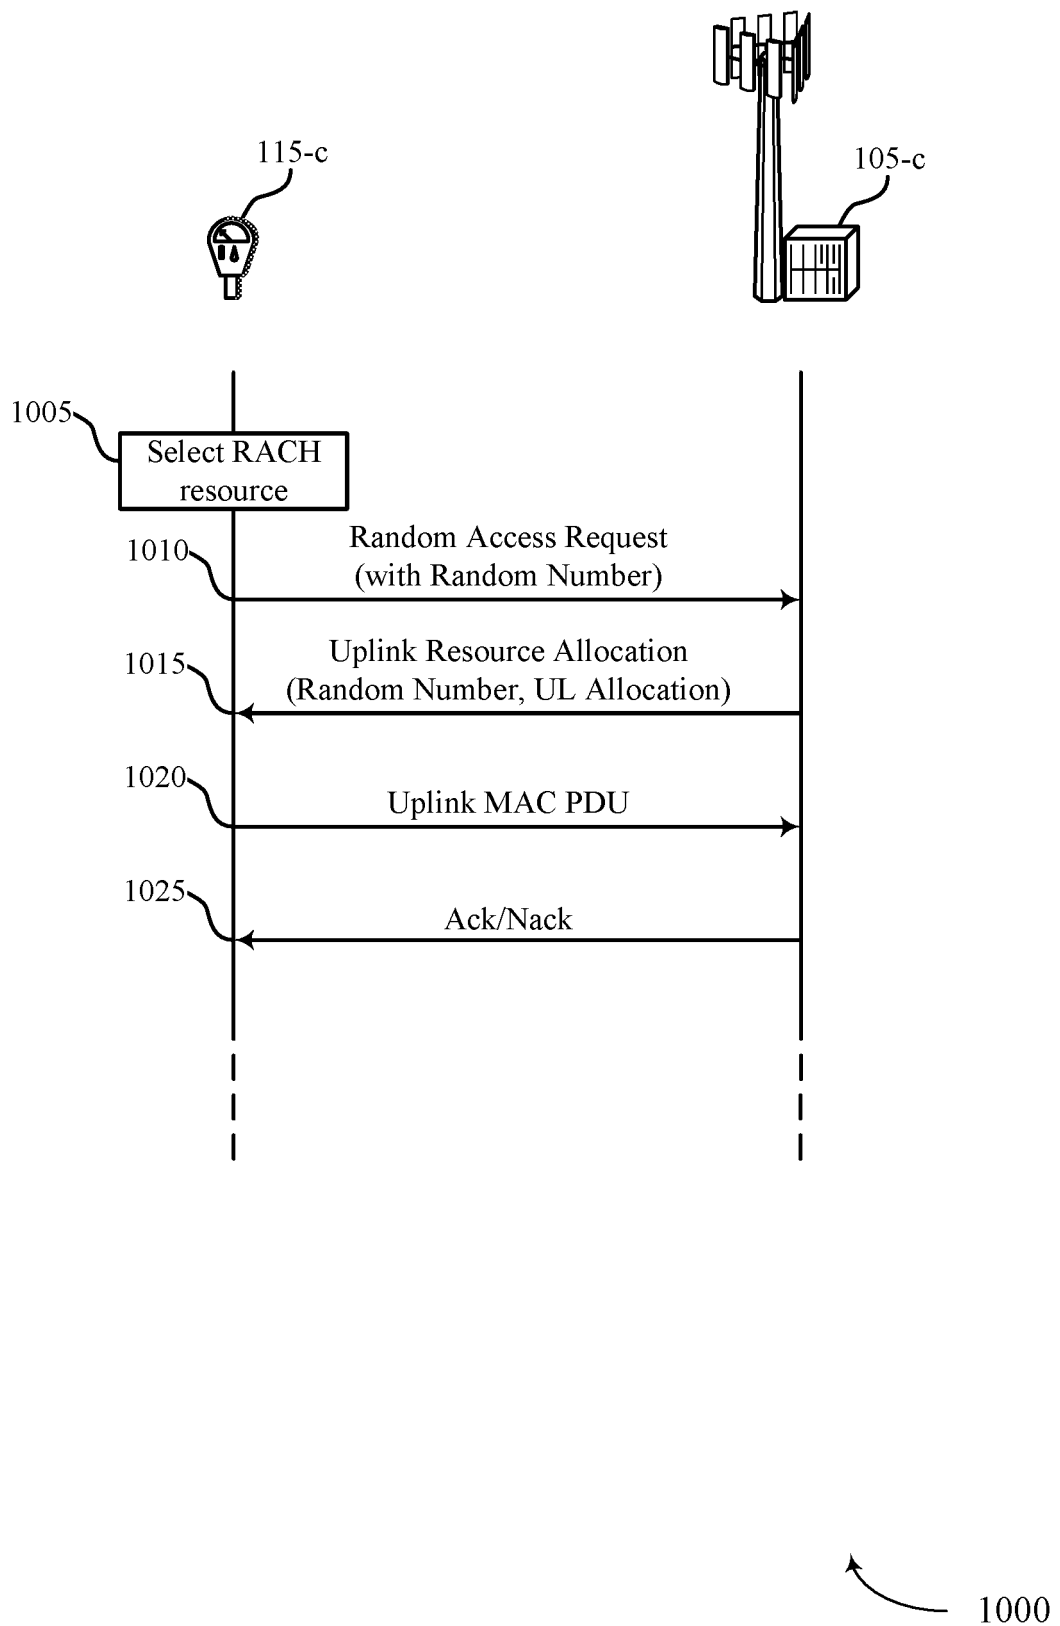 115-c
105-c
1005
Select RACH
resource
1010
Random Access Request
(with Random Number)
1015
Uplink Resource Allocation
(Random Number, UL Allocation)
1020
Uplink MAC PDU
1025
Ack/Nack
1000